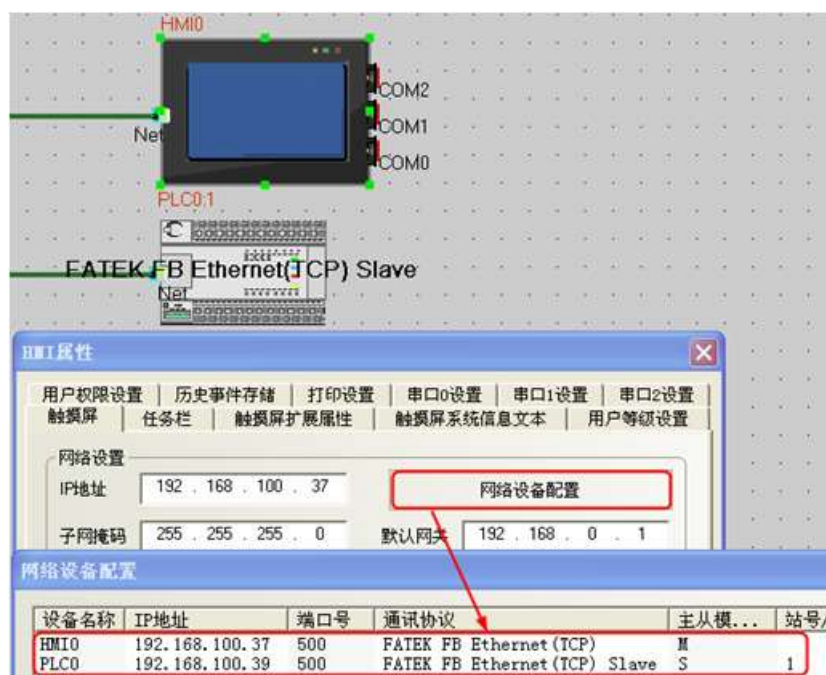 HMI0
COM2
Net
COM1
COM0
PLC0:1
FATEK FB Ethernet(TCP) Slave
Net
HMI属性
用户权限设置 历史事件存储 打印设置 串口0设置 串口1设置 串口2设置
触摸屏 任务栏 触摸屏扩展属性 触摸屏系统信息文本 用户等级设置
网络设置
IP地址 192 . 168 . 100 . 37 网络设备配置
子网掩码 255 . 255 . 255 . 0 默认网关 192 . 168 . 0 . 1
网络设备配置
设备名称 IP地址 端口号 通讯协议 主从模... 站号/
HMI0 192.168.100.37 500 FATEK FB Ethernet(TCP) M
PLC0 192.168.100.39 500 FATEK FB Ethernet(TCP) Slave S 1